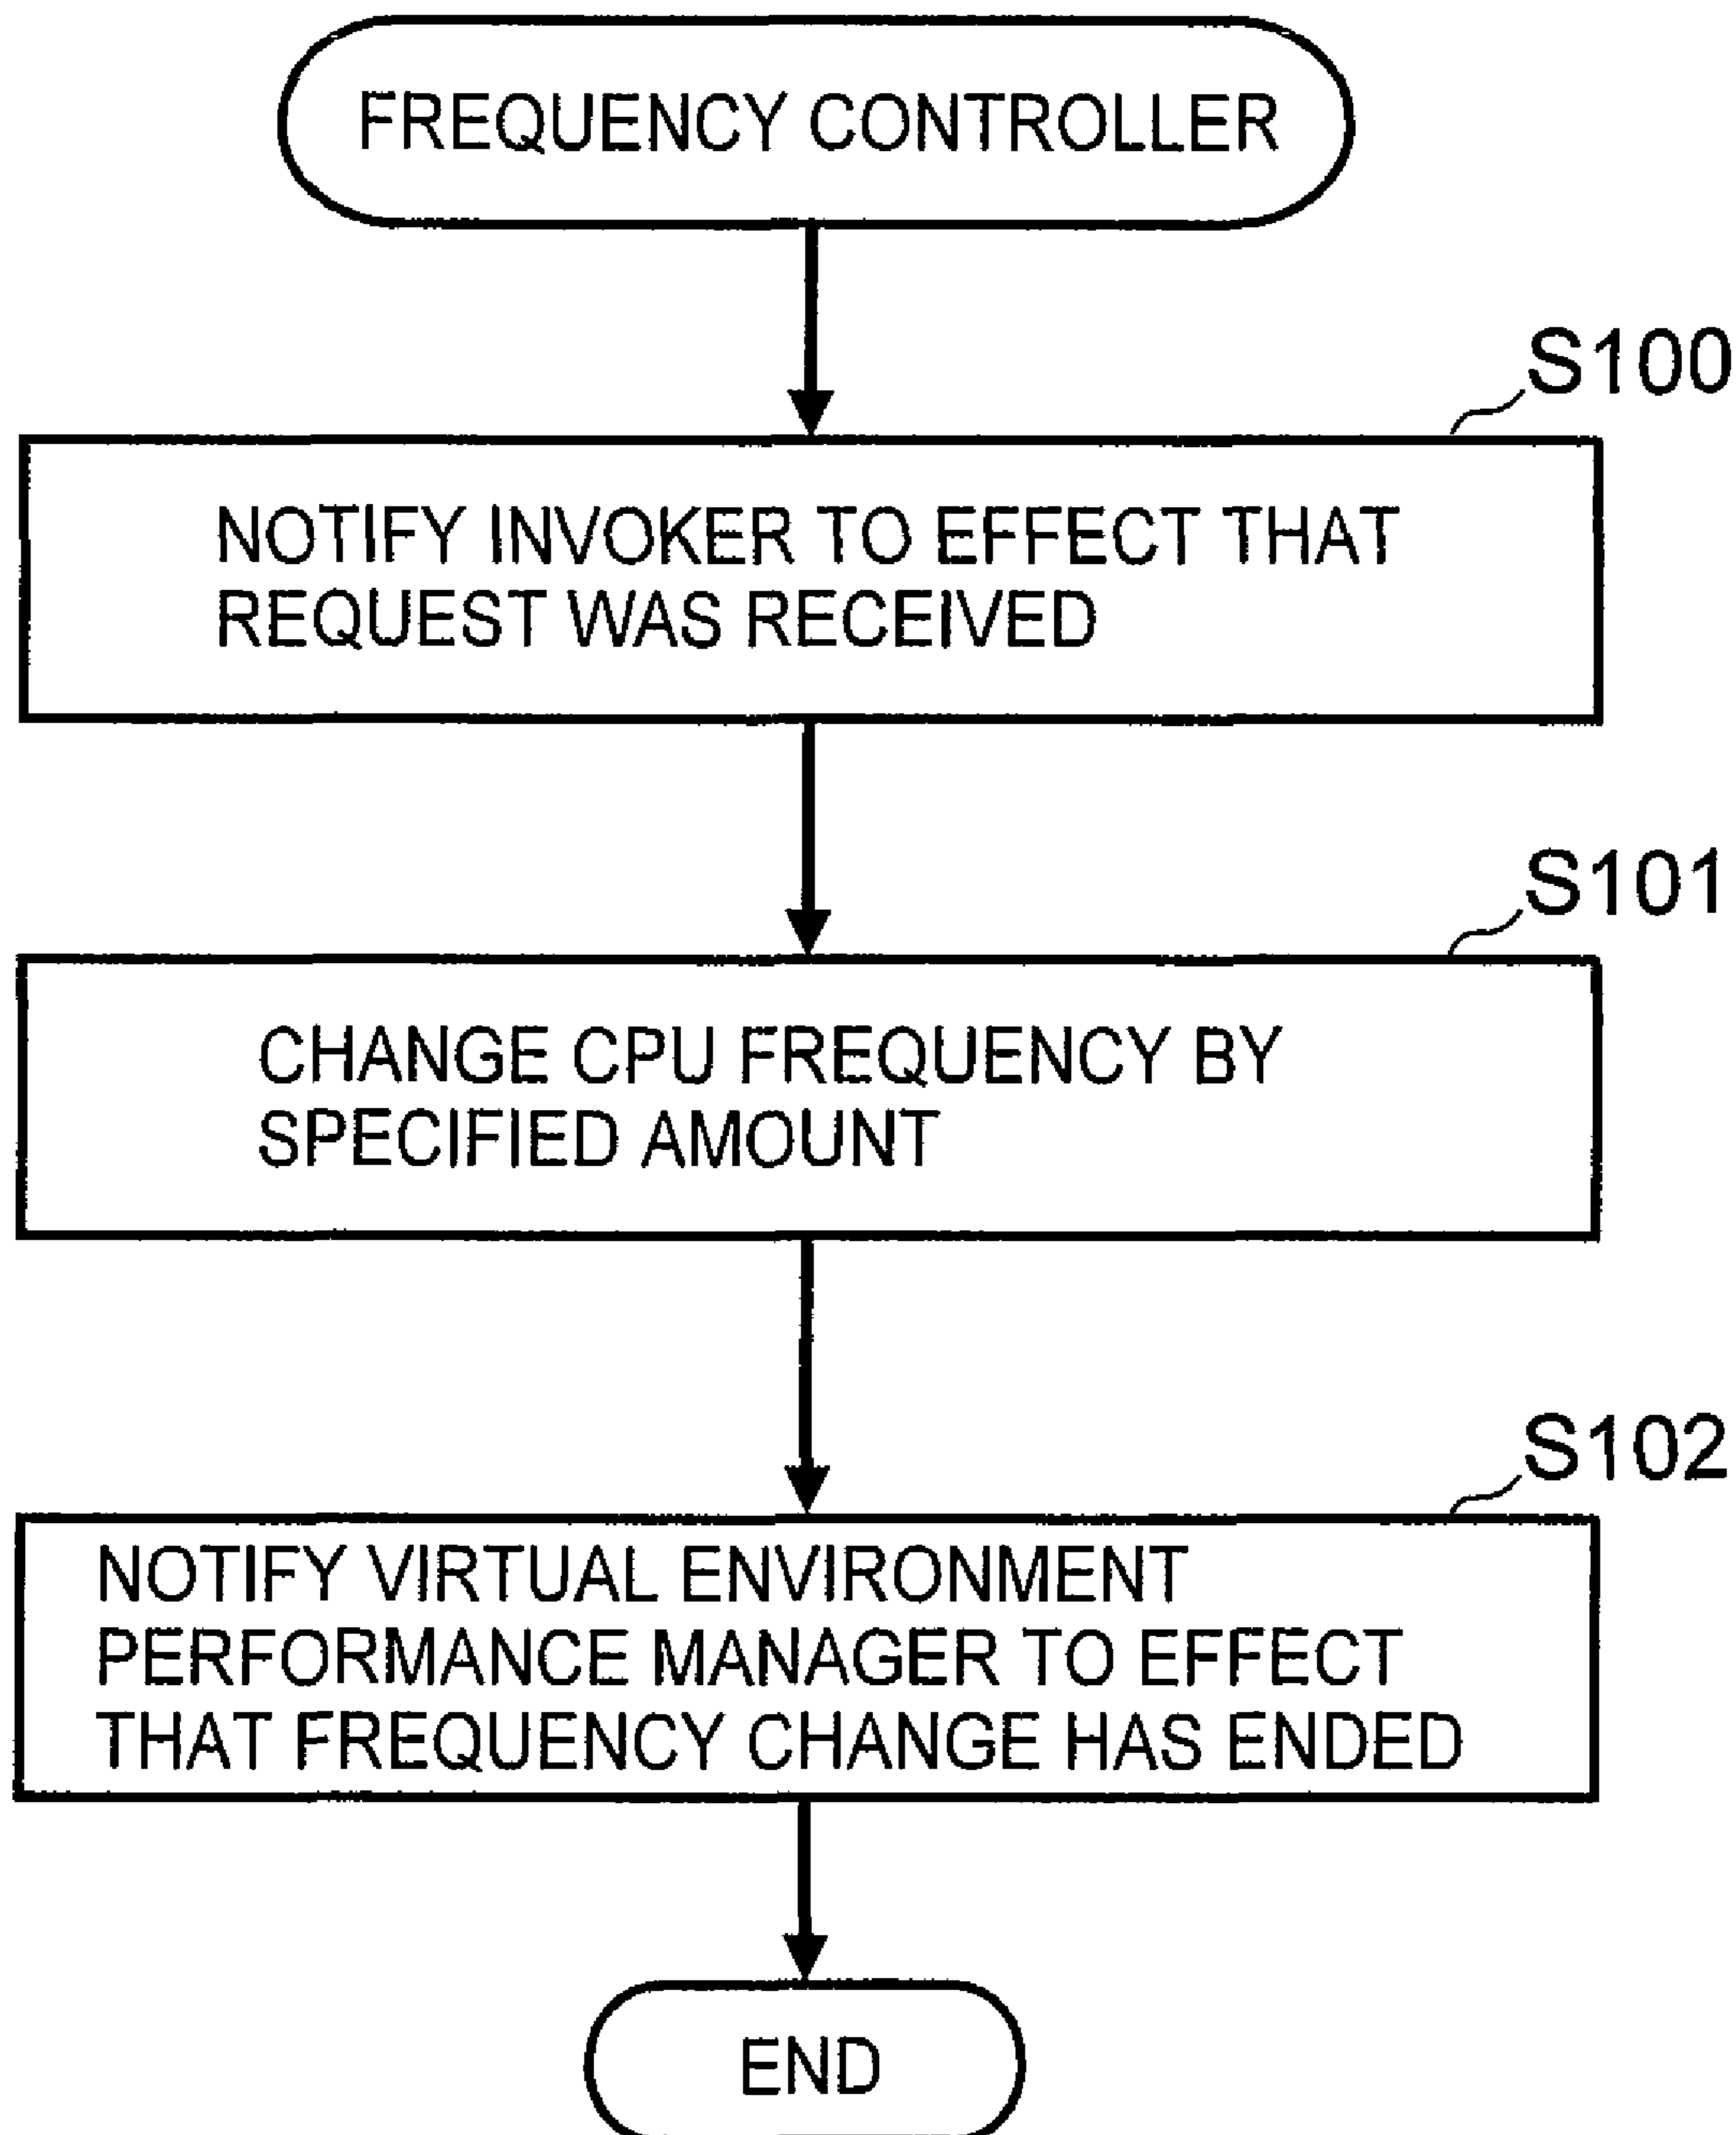 FREQUENCY CONTROLLER
S100
NOTIFY INVOKER TO EFFECT THAT
REQUEST WAS RECEIVED
S101
CHANGE CPU FREQUENCY BY
SPECIFIED AMOUNT
S102
NOTIFY VIRTUAL ENVIRONMENT
PERFORMANCE MANAGER TO EFFECT
THAT FREQUENCY CHANGE HAS ENDED
END